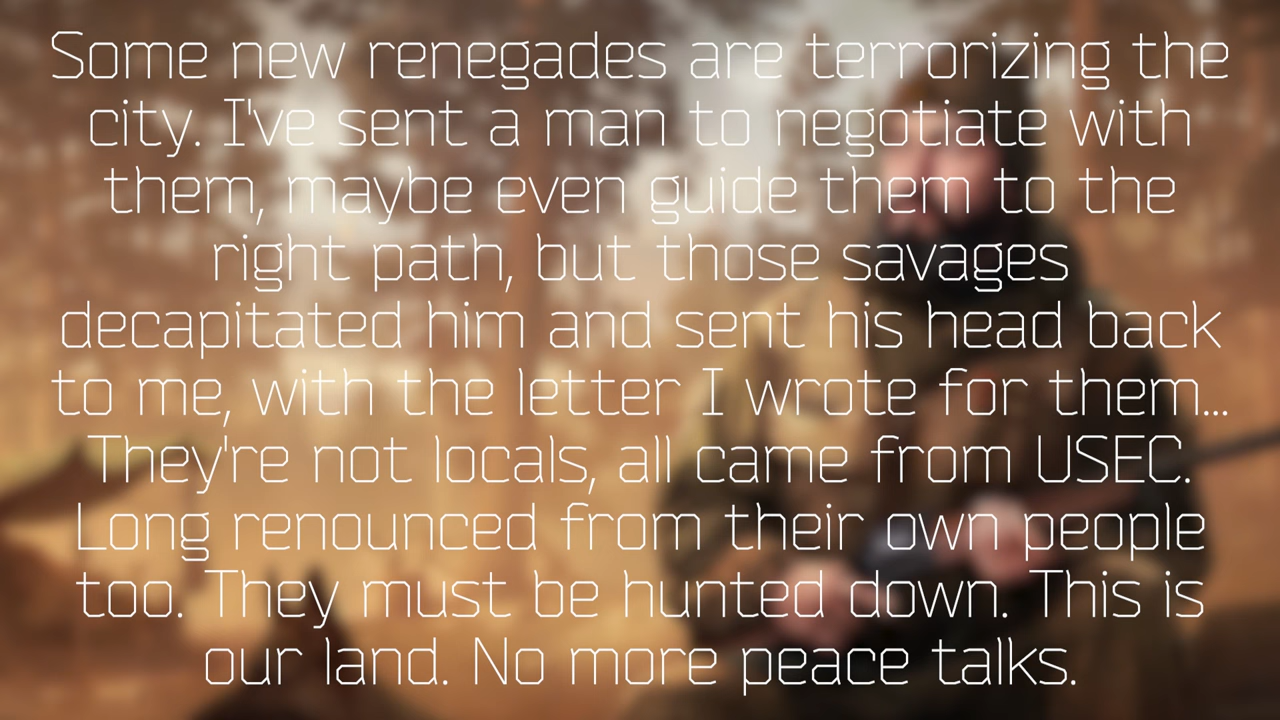 Some new renegades are terrorizing the
city. I've sent a man to negotiate with
them, maybe even guide them to the
right path, but those savages
decapitated him and sent his head back
to me, with the letter I wrote for them...
They're not locals, all came from USEC.
Long renounced from their own people
too. They must be hunted down. This is
our land. No more peace talks.